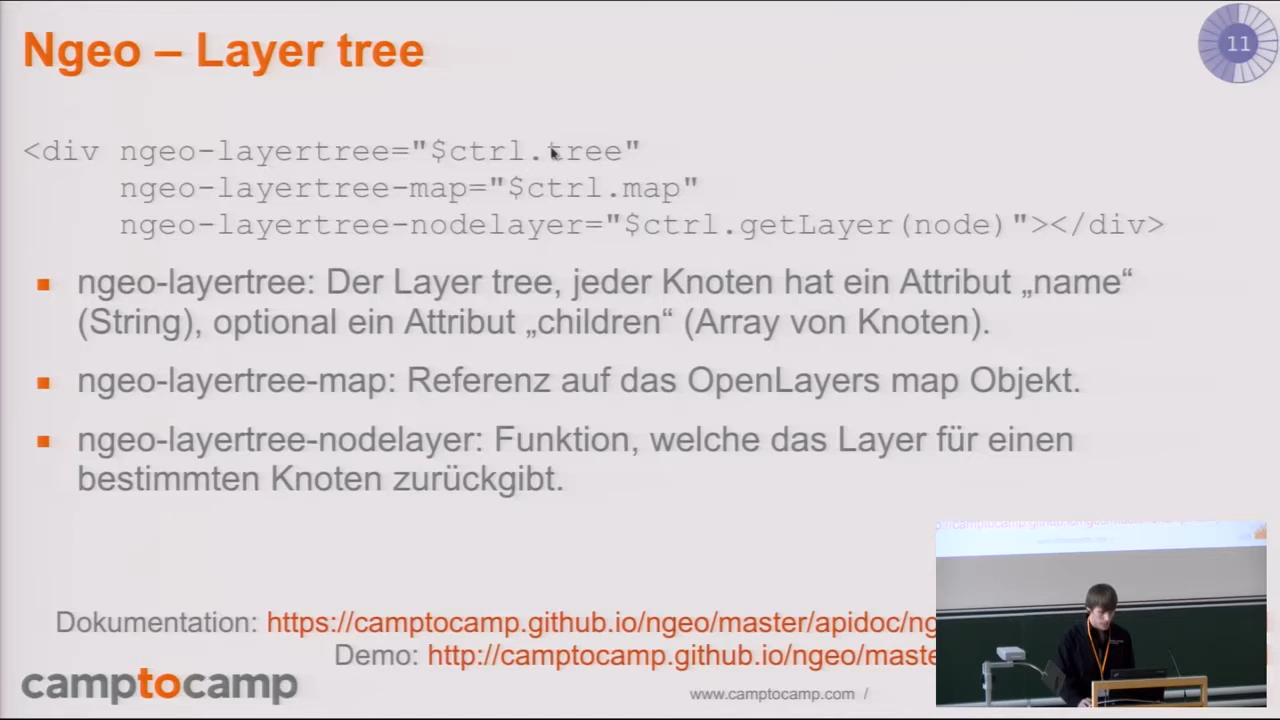 Ngeo – Layer tree
11
<div ngeo-layertree="$ctrl.tree"
ngeo-layertree-map="$ctrl.map"
ngeo-layertree-nodelayer="$ctrl.getLayer(node)"></div>
ngeo-layertree: Der Layer tree, jeder Knoten hat ein Attribut „name“
(String), optional ein Attribut „children“ (Array von Knoten).
ngeo-layertree-map: Referenz auf das OpenLayers map Objekt.
ngeo-layertree-nodelayer: Funktion, welche das Layer für einen
bestimmten Knoten zurückgibt.
Dokumentation: https://camptocamp.github.io/ngeo/master/apidoc/ng
Demo: http://camptocamp.github.io/ngeo/maste
camptocamp
www.camptocamp.com /